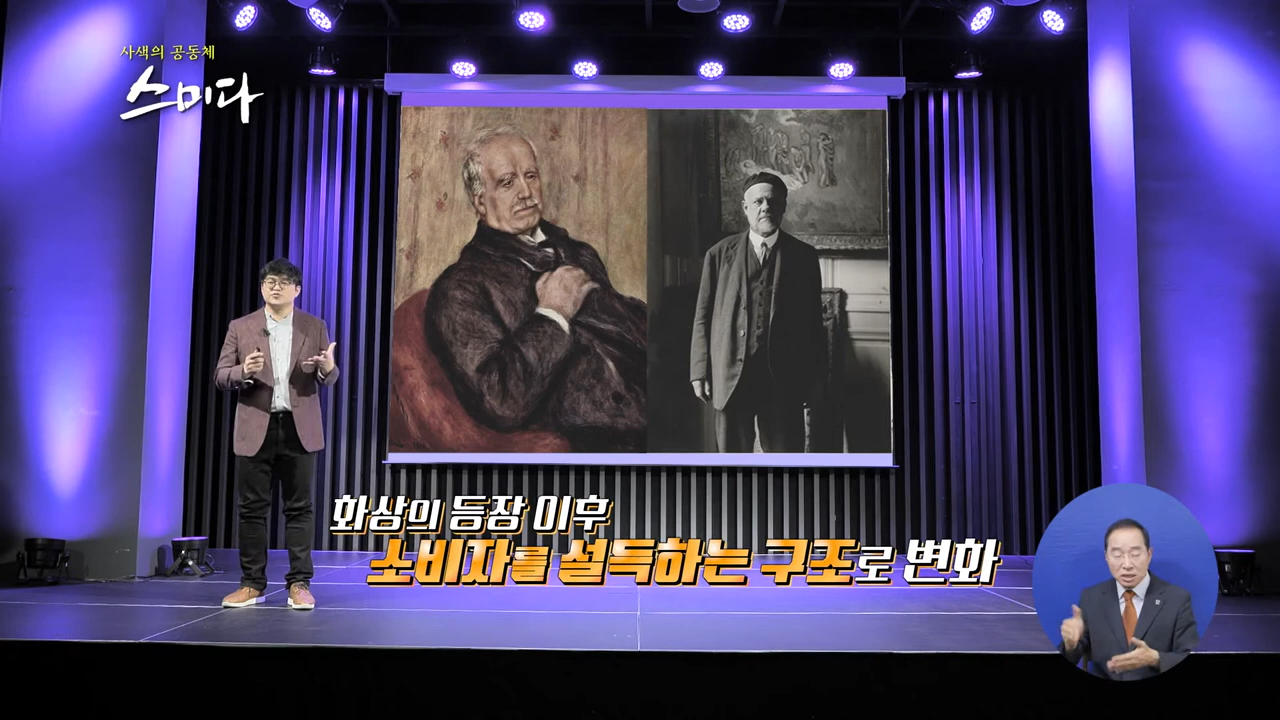 사색의 공동체
스미다
화상의 등장 이후
소비자를 설득하는 구조로 변화